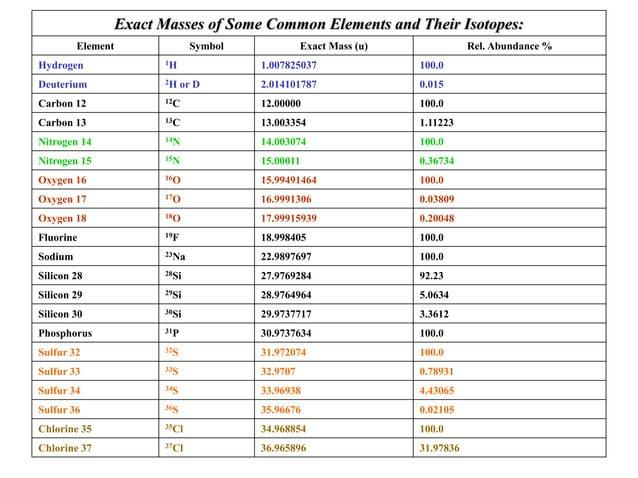 Exact Masses of Some Common Elements and Their Isotopes:
Element Symbol Exact Mass (u) Rel. Abundance %
Hydrogen ¹H 1.007825037 100.0
Deuterium ²H or D 2.014101787 0.015
Carbon 12 ¹²C 12.00000 100.0
Carbon 13 ¹³C 13.003354 1.11223
Nitrogen 14 ¹⁴N 14.003074 100.0
Nitrogen 15 ¹⁵N 15.00011 0.36734
Oxygen 16 ¹⁶O 15.99491464 100.0
Oxygen 17 ¹⁷O 16.9991306 0.03809
Oxygen 18 ¹⁸O 17.99915939 0.20048
Fluorine ¹⁹F 18.998405 100.0
Sodium ²³Na 22.9897697 100.0
Silicon 28 ²⁸Si 27.9769284 92.23
Silicon 29 ²⁹Si 28.9764964 5.0634
Silicon 30 ³⁰Si 29.9737717 3.3612
Phosphorus ³¹P 30.9737634 100.0
Sulfur 32 ³²S 31.972074 100.0
Sulfur 33 ³³S 32.9707 0.78931
Sulfur 34 ³⁴S 33.96938 4.43065
Sulfur 36 ³⁶S 35.96676 0.02105
Chlorine 35 ³⁵Cl 34.968854 100.0
Chlorine 37 ³⁷Cl 36.965896 31.97836